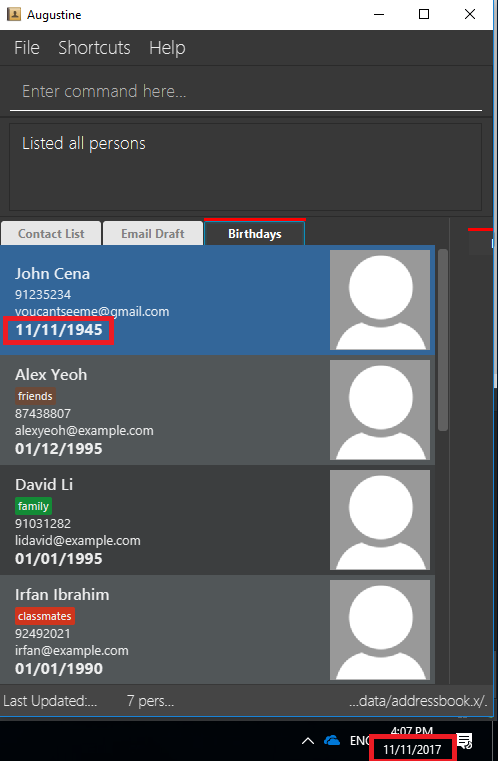 Augustine
File Shortcuts Help
Enter command here...
Listed all persons
Contact List Email Draft Birthdays
John Cena
91235234
youcantseeme@gmail.com
11/11/1945
Alex Yeoh
friends
87438807
alexyeoh@example.com
01/12/1995
David Li
family
91031282
lidavid@example.com
01/01/1995
Irfan Ibrahim
classmates
92492021
irfan@example.com
01/01/1990
Last Updated:... 7 pers... ...data/addressbook.x/.
4:07 PM
11/11/2017